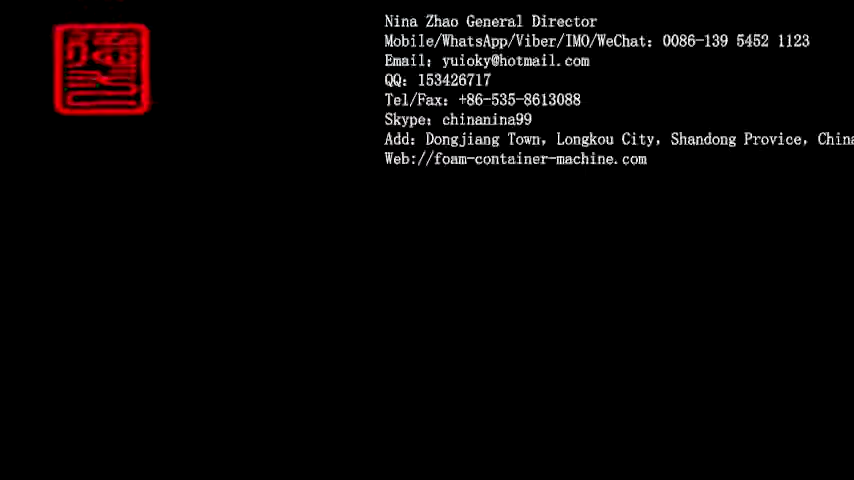 Nina Zhao General Director
Mobile/WhatsApp/Viber/IMO/WeChat: 0086-139 5452 1123
Email: yuioky@hotmail.com
QQ: 153426717
Tel/Fax: +86-535-8613088
Skype: chinanina99
Add: Dongjiang Town, Longkou City, Shandong Provice, China
Web://foam-container-machine.com